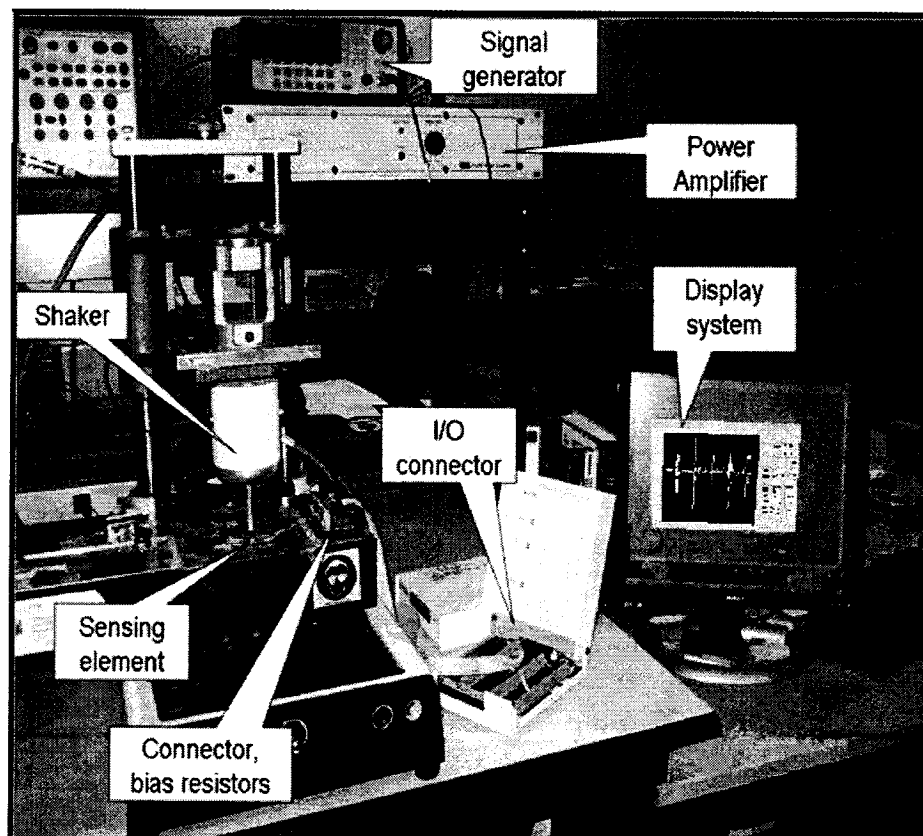 Signal
generator
Power
Amplifier
Shaker
Display
system
I/O
connector
Sensing
element
Connector,
bias resistors